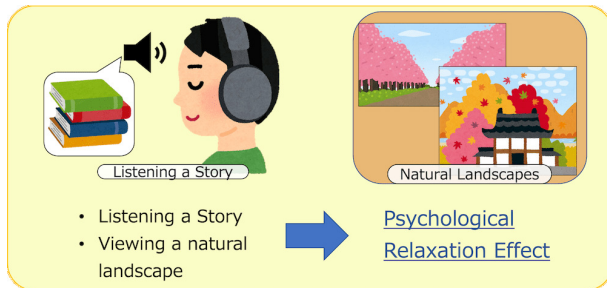 Listening a Story
Natural Landscapes
• Listening a Story
• Viewing a natural
landscape
Psychological
Relaxation Effect